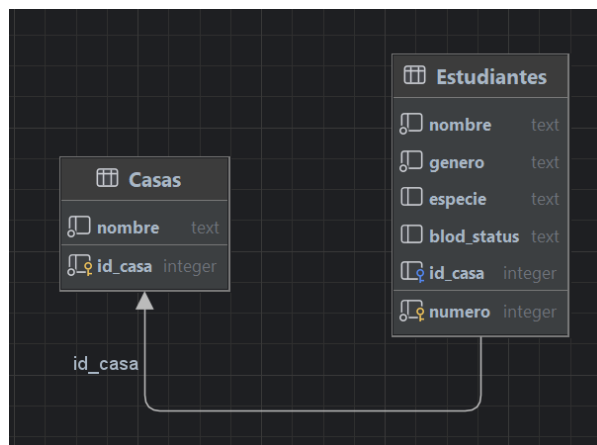 Casas
nombre text
id_casa integer
id_casa
Estudiantes
nombre text
genero text
especie text
blod_status text
id_casa integer
numero integer